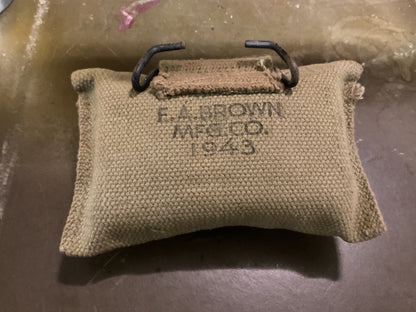 F. A. BROWN
MFG. CO.
1943